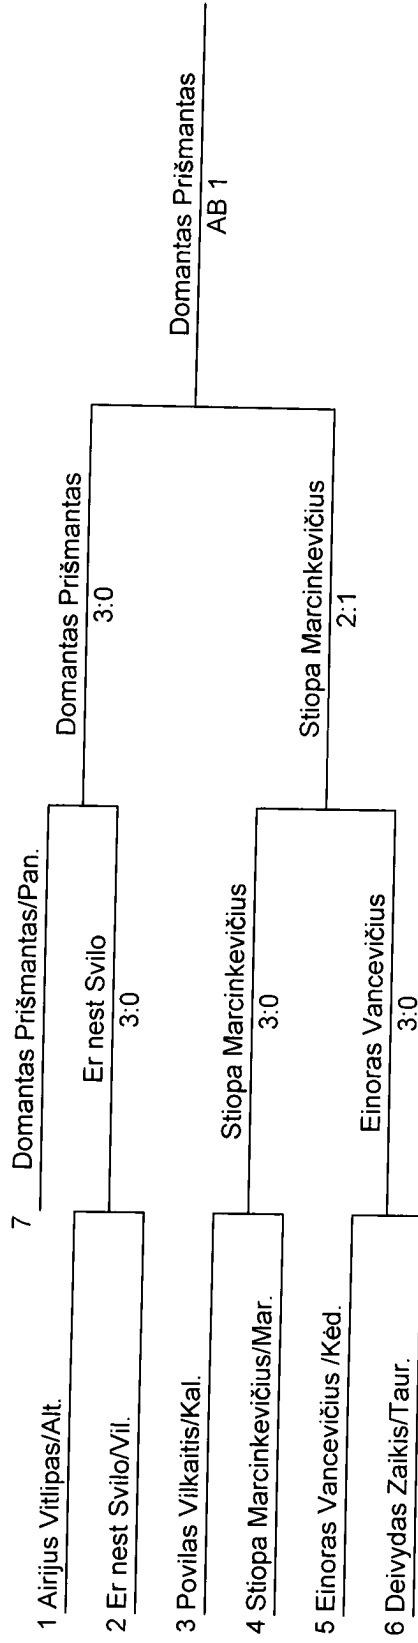 7 Domantas Prišmantas/Pan.
1 Airijus Vitlipas/Alt.
2 Er nest Svilo/Vil.
3 Povilas Vilkaitis/Kal.
4 Stiopa Marcinkevičius/Mar.
5 Einoras Vancevičius /Kėd.
6 Deivydas Zaikis/Taur.
Er nest Svilo
3:0
Stiopa Marcinkevičius
3:0
Einoras Vancevičius
3:0
Domantas Prišmantas
3:0
Stiopa Marcinkevičius
2:1
Domantas Prišmantas
AB 1